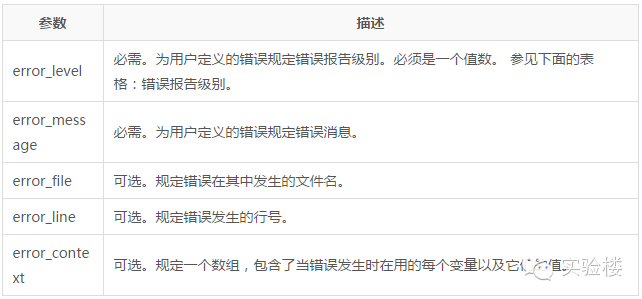 参数 描述
error_level
必需。为用户定义的错误规定错误报告级别。必须是一个值数。 参见下面的表
格：错误报告级别。
error_mess
age
必需。为用户定义的错误规定错误消息。
error_file 可选。规定错误在其中发生的文件名。
error_line 可选。规定错误发生的行号。
error_conte
xt
可选。规定一个数组，包含了当错误发生时在用的每个变量以及它 值。
实验楼